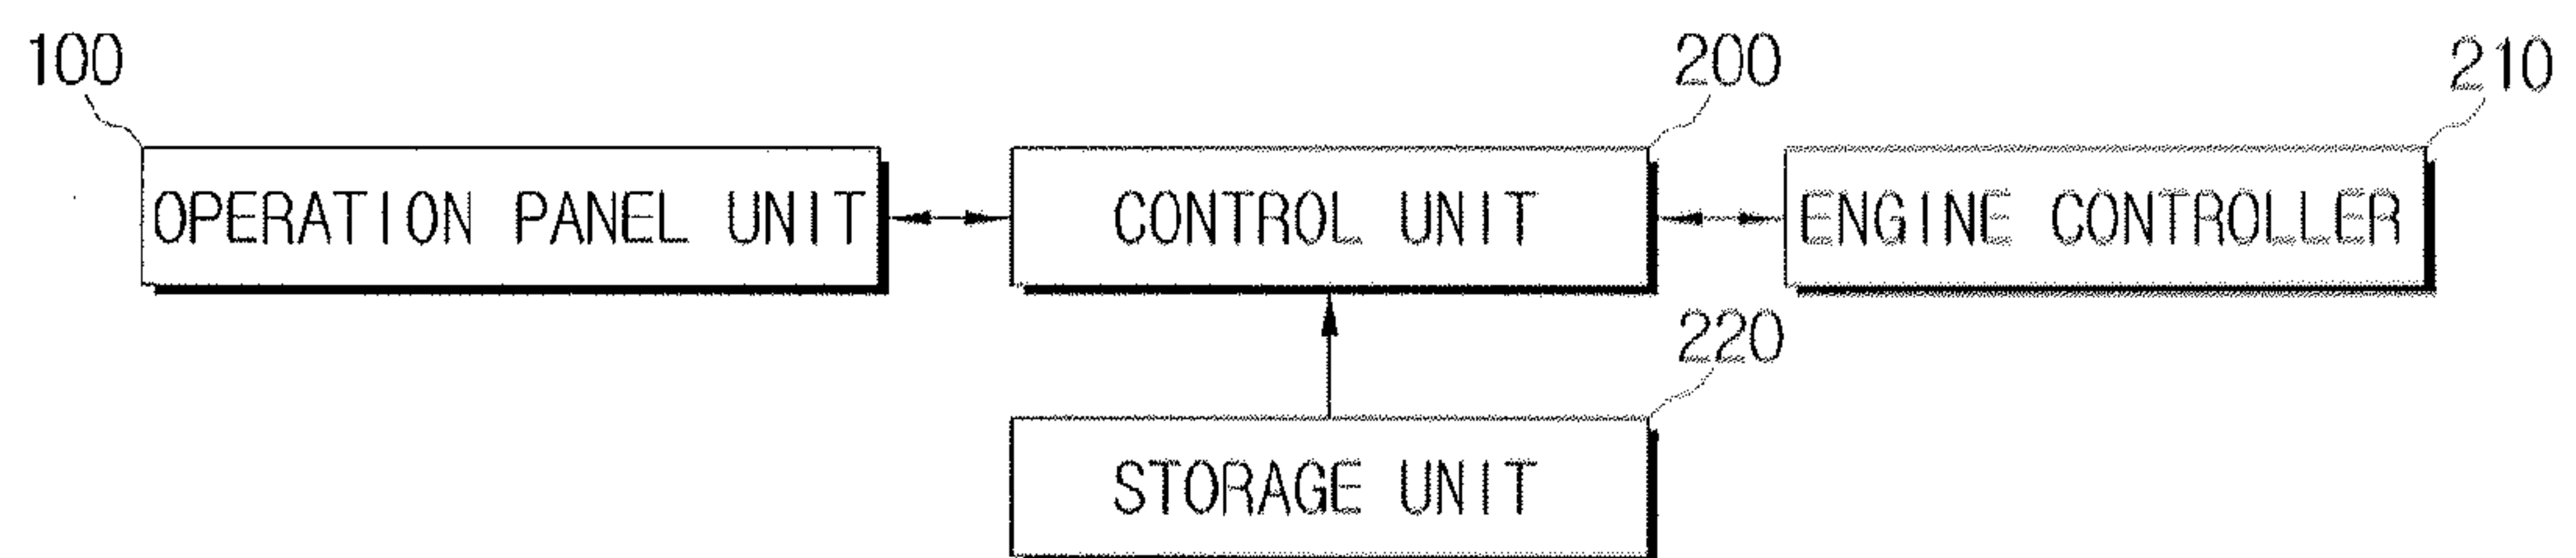 100
200
210
OPERATION PANEL UNIT
CONTROL UNIT
ENGINE CONTROLLER
220
STORAGE UNIT